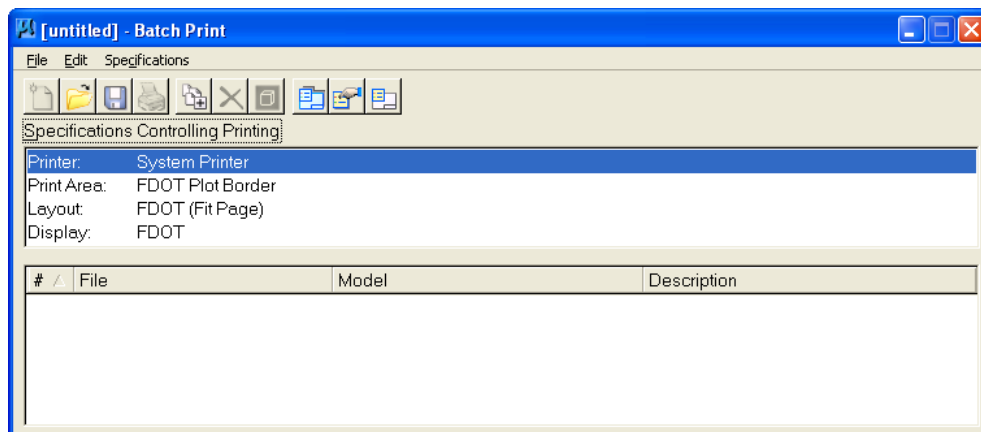 [untitled] - Batch Print
File Edit Specifications
Specifications Controlling Printing
Printer: System Printer
Print Area: FDOT Plot Border
Layout: FDOT (Fit Page)
Display: FDOT
# File Model Description